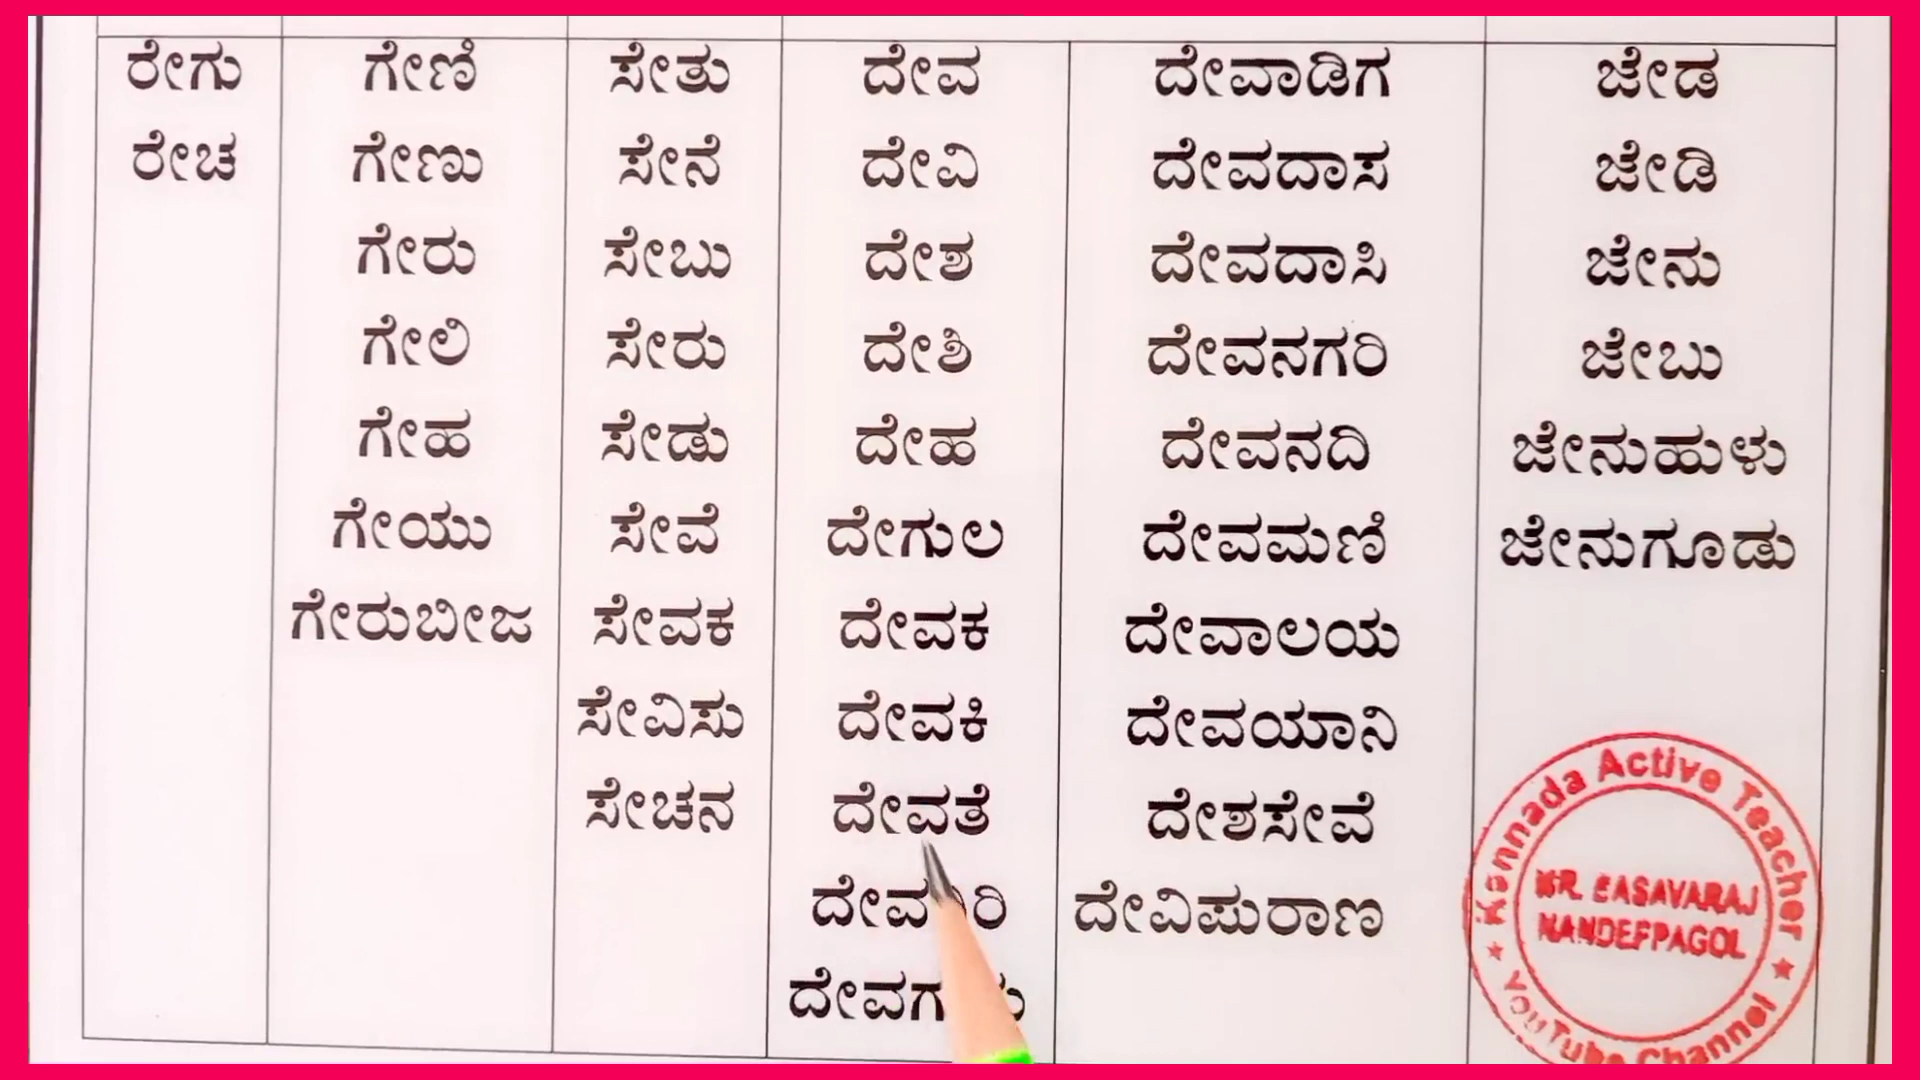 ರೇಗು ಗೇಣಿ ಸೇತು ದೇವ ದೇವಾಡಿಗ ಜೇಡ
ರೇಚ ಗೇಣು ಸೇನೆ ದೇವಿ ದೇವದಾಸ ಜೇಡಿ
ಗೇರು ಸೇಬು ದೇಶ ದೇವದಾಸಿ ಜೇನು
ಗೇಲಿ ಸೇರು ದೇಶಿ ದೇವನಗರಿ ಜೇಬು
ಗೇಹ ಸೇಡು ದೇಹ ದೇವನದಿ ಜೇನುಹುಳು
ಗೇಯು ಸೇವೆ ದೇಗುಲ ದೇವಮಣಿ ಜೇನುಗೂಡು
ಗೇರುಬೀಜ ಸೇವಕ ದೇವಕ ದೇವಾಲಯ
ಸೇವಿಸು ದೇವಕಿ ದೇವಯಾನಿ
ಸೇಚನ ದೇವತೆ ದೇಶಸೇವೆ
ದೇವಿಪುರಾಣ
Kannada Active Teacher
MR. BASAVARAJ
YouTube Channel